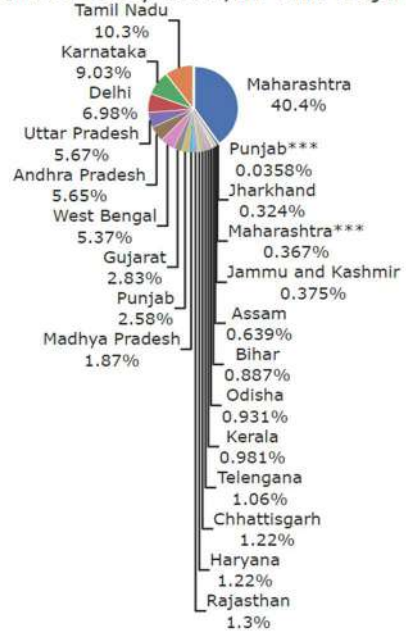 Tamil Nadu
10.3%
Karnataka
9.03%
Delhi
6.98%
Uttar Pradesh
5.67%
Andhra Pradesh
5.65%
West Bengal
5.37%
Gujarat
2.83%
Punjab
2.58%
Madhya Pradesh
1.87%
Maharashtra
40.4%
Punjab***
0.0358%
Jharkhand
0.324%
Maharashtra***
0.367%
Jammu and Kashmir
0.375%
Assam
0.639%
Bihar
0.887%
Odisha
0.931%
Kerala
0.981%
Telengana
1.06%
Chhattisgarh
1.22%
Haryana
1.22%
Rajasthan
1.3%